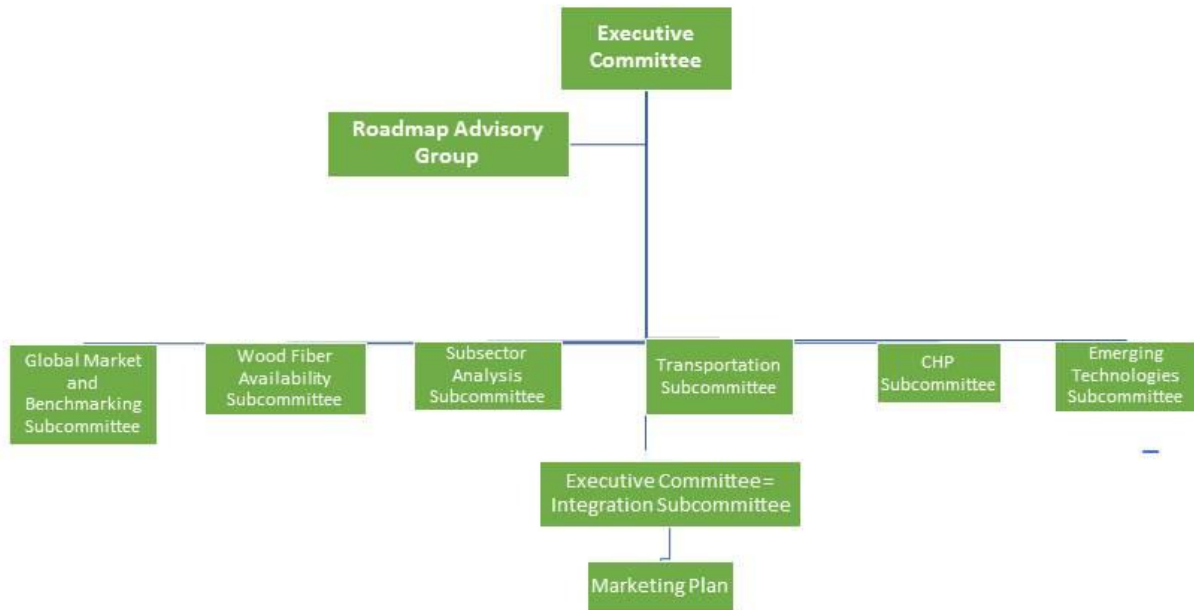 Executive
Committee
Roadmap Advisory
Group
Global Market
and
Benchmarking
Subcommittee
Wood Fiber
Availability
Subcommittee
Subsector
Analysis
Subcommittee
Transportation
Subcommittee
CHP
Subcommittee
Emerging
Technologies
Subcommittee
Executive Committee=
Integration Subcommittee
Marketing Plan